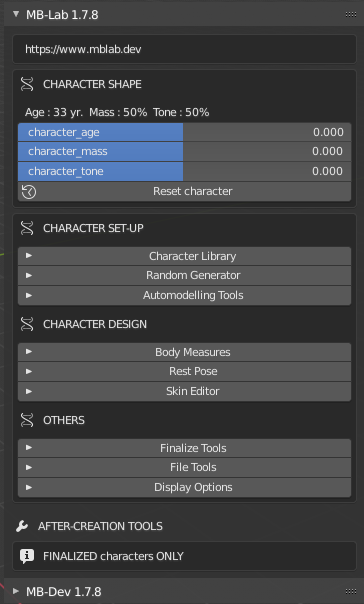 MB-Lab 1.7.8
https://www.mblab.dev
CHARACTER SHAPE
Age : 33 yr.  Mass : 50%  Tone : 50%
character_age 0.000
character_mass 0.000
character_tone 0.000
Reset character
CHARACTER SET-UP
Character Library
Random Generator
Automodelling Tools
CHARACTER DESIGN
Body Measures
Rest Pose
Skin Editor
OTHERS
Finalize Tools
File Tools
Display Options
AFTER-CREATION TOOLS
FINALIZED characters ONLY
MB-Dev 1.7.8